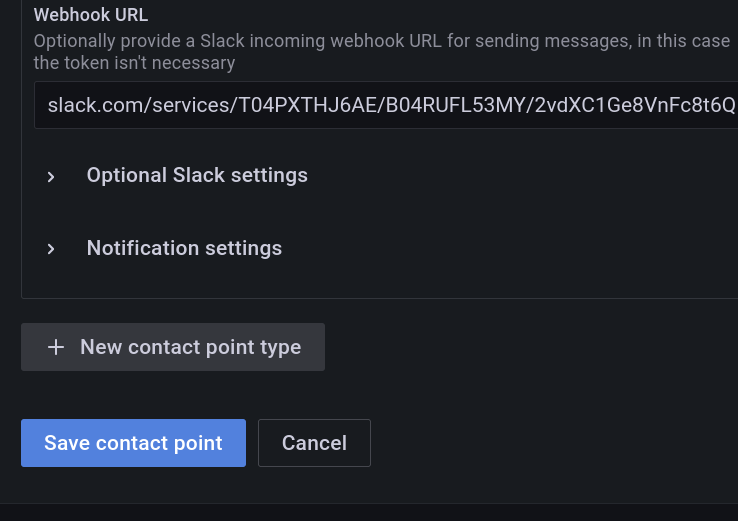 Webhook URL
Optionally provide a Slack incoming webhook URL for sending messages, in this case
the token isn't necessary
slack.com/services/T04PXTHJ6AE/B04RUFL53MY/2vdXC1Ge8VnFc8t6Q
Optional Slack settings
Notification settings
New contact point type
Save contact point
Cancel